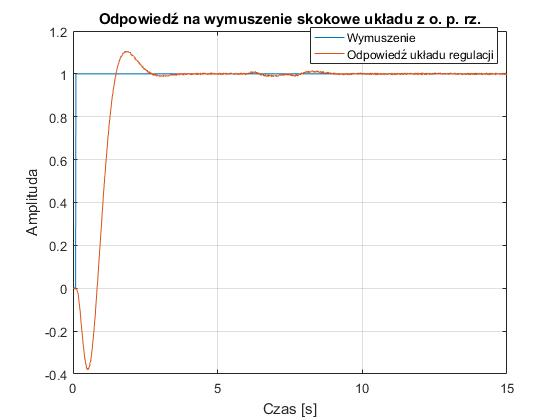 Odpowiedź na wymuszenie skokowe układu z o. p. rz.
Wymuszenie
Odpowiedź układu regulacji
Amplituda
1.2
1
0.8
0.6
0.4
0.2
0
-0.2
-0.4
0 5 10 15
Czas [s]